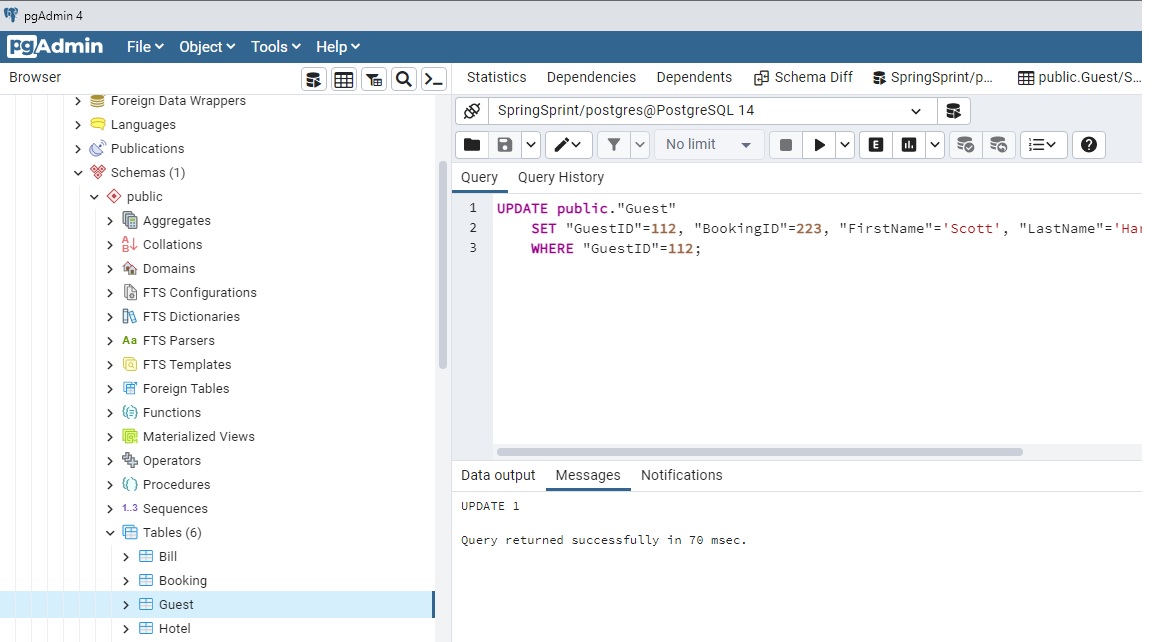 pgAdmin 4
pgAdmin File Object Tools Help
Browser
Statistics Dependencies Dependents Schema Diff SpringSprint/p... public.Guest/S...
SpringSprint/postgres@PostgreSQL 14
No limit
E
Query Query History
1 UPDATE public."Guest"
2 SET "GuestID"=112, "BookingID"=223, "FirstName"='Scott', "LastName"='Har
3 WHERE "GuestID"=112;
Foreign Data Wrappers
Languages
Publications
Schemas (1)
public
Aggregates
Collations
Domains
FTS Configurations
FTS Dictionaries
Aa FTS Parsers
FTS Templates
Foreign Tables
Functions
Materialized Views
Operators
Procedures
1..3 Sequences
Tables (6)
Bill
Booking
Guest
Hotel
Data output Messages Notifications
UPDATE 1
Query returned successfully in 70 msec.